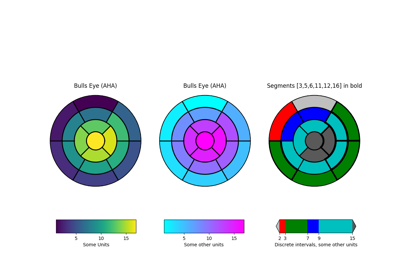 Bulls Eye (AHA)
Bulls Eye (AHA)
Segments [3,5,6,11,12,16] in bold
5 10 15
Some Units
5 10 15
Some other units
2 3 7 9 15
Discrete intervals, some other units